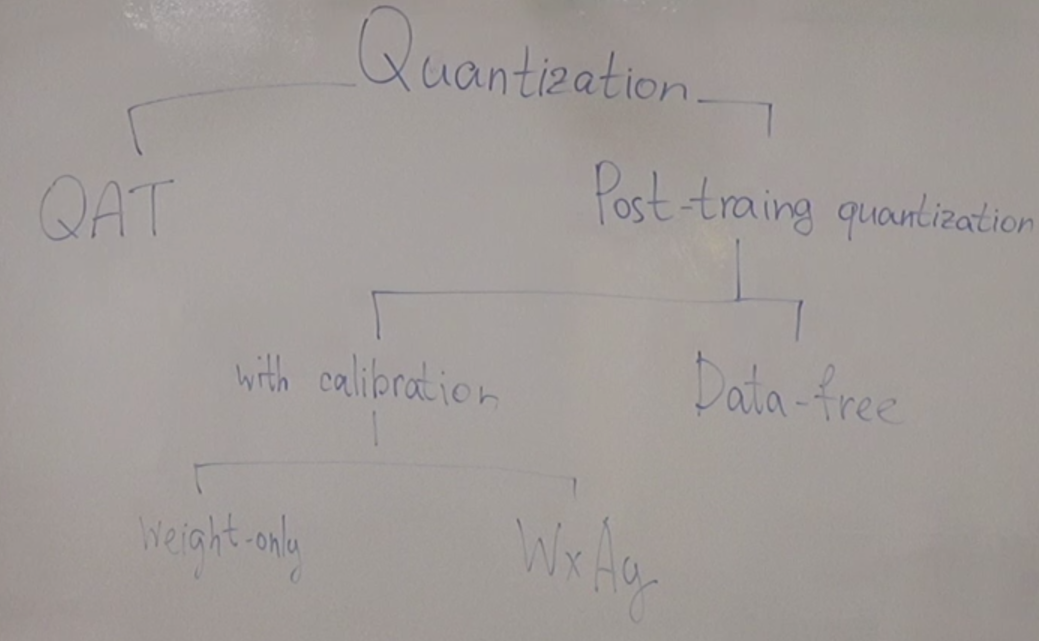 Quantization
QAT
Post-traing quantization
with calibration
Data-free
Weight-only
WxAy